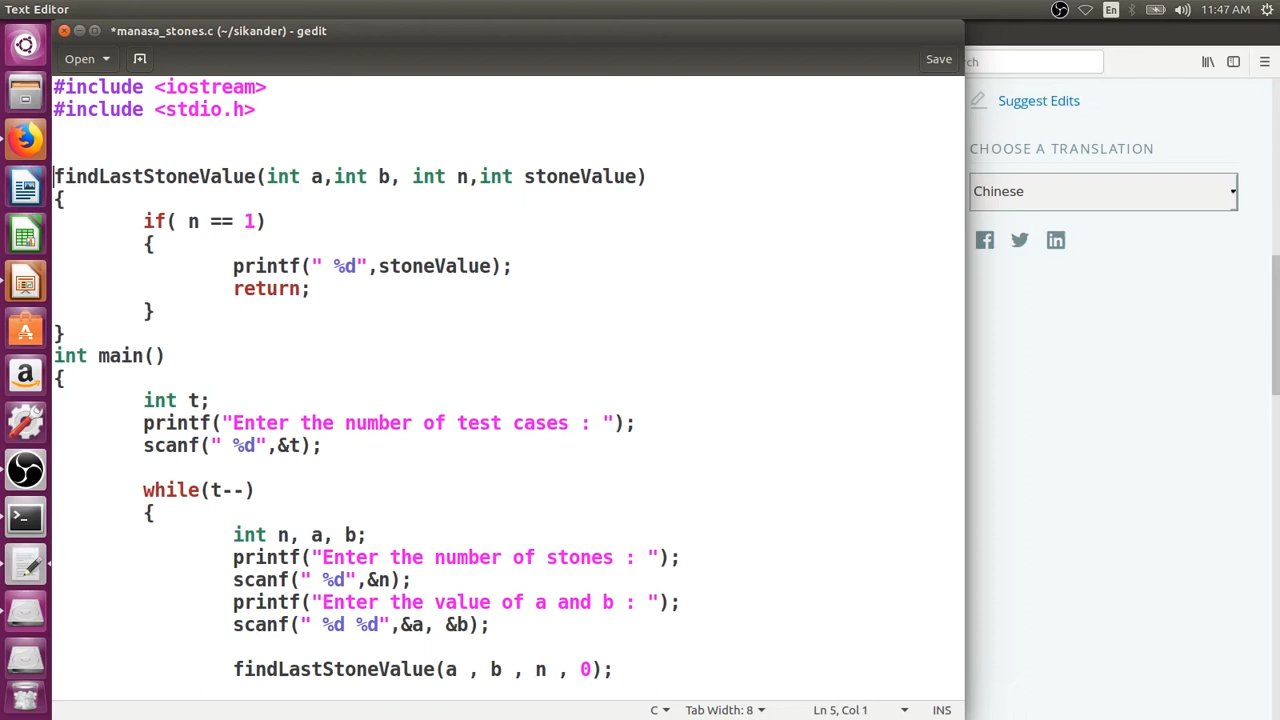 Text Editor
En
11:47 AM
*manasa_stones.c (~/sikander) - gedit
Open
Save
ch
#include <iostream>
#include <stdio.h>
findLastStoneValue(int a,int b, int n,int stoneValue)
{
if( n == 1)
{
printf(" %d",stoneValue);
return;
}
}
int main()
{
int t;
printf("Enter the number of test cases : ");
scanf(" %d",&t);
while(t--)
{
int n, a, b;
printf("Enter the number of stones : ");
scanf(" %d",&n);
printf("Enter the value of a and b : ");
scanf(" %d %d",&a, &b);
findLastStoneValue(a , b , n , 0);
C
Tab Width: 8
Ln 5, Col 1
INS
Suggest Edits
CHOOSE A TRANSLATION
Chinese